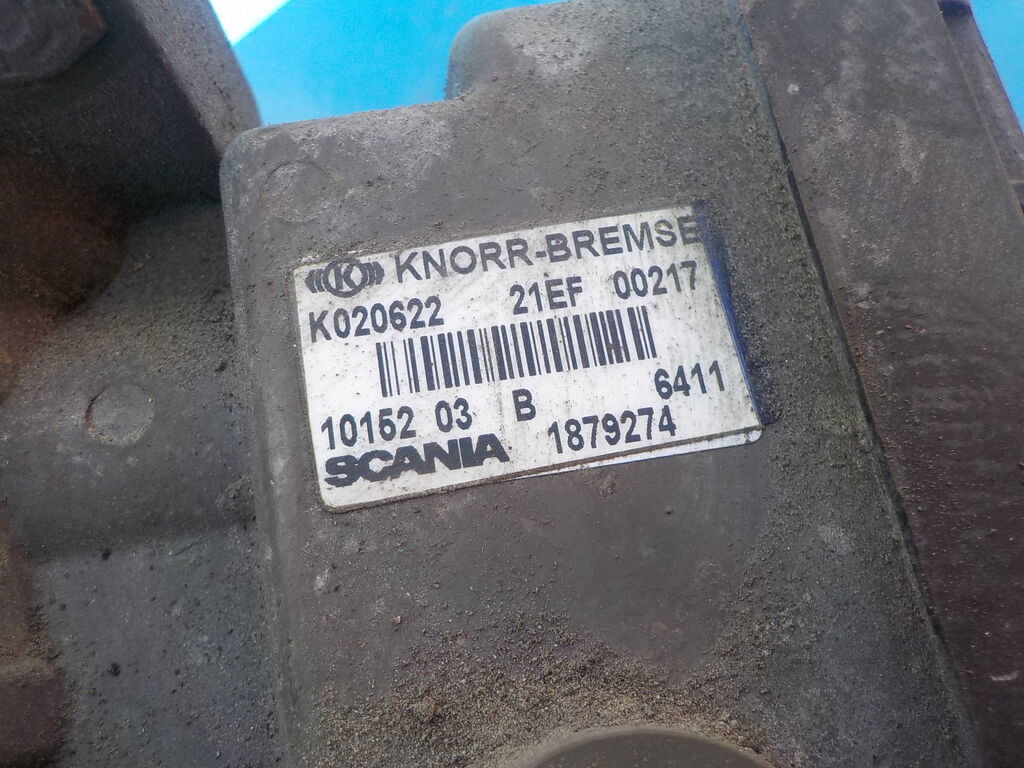 K KNORR-BREMSE
K020622 21EF 00217
10152 03 B 6411
SCANIA 1879274